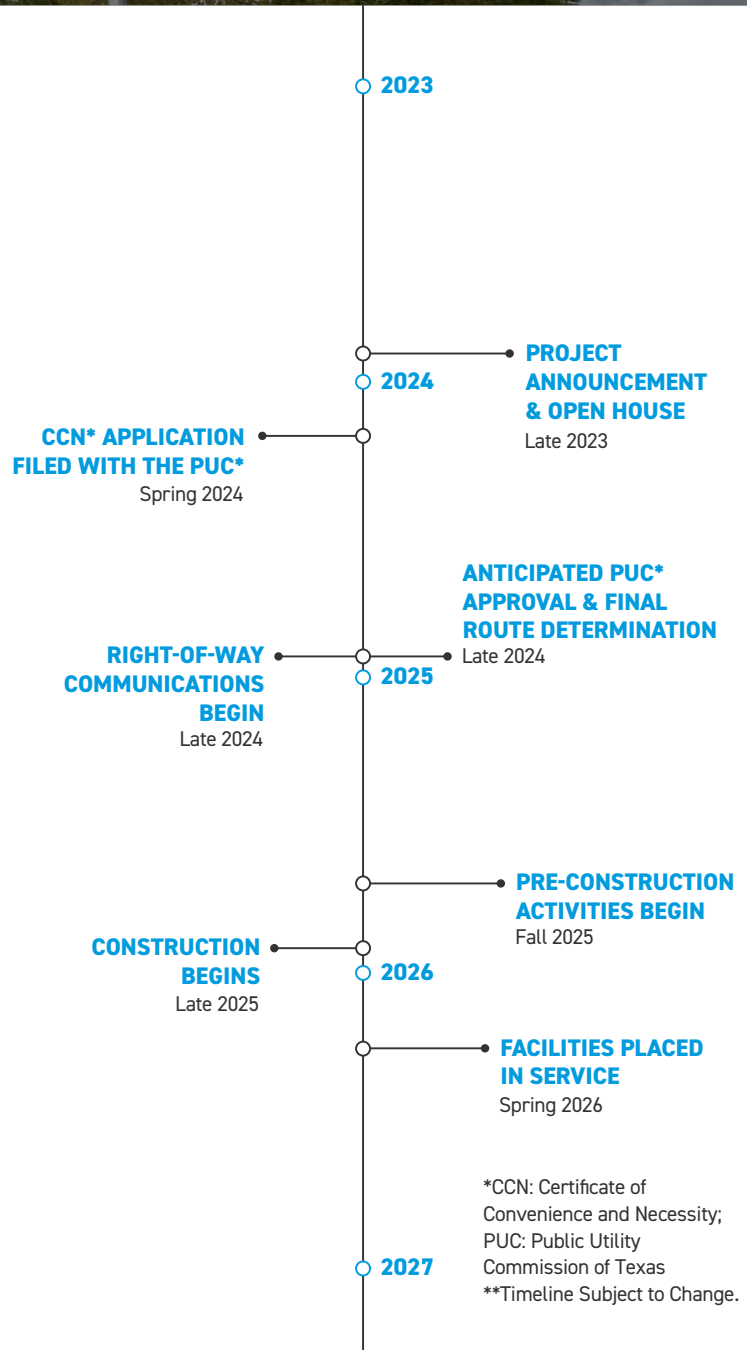 2023
PROJECT
ANNOUNCEMENT
& OPEN HOUSE
Late 2023
2024
CCN* APPLICATION
FILED WITH THE PUC*
Spring 2024
ANTICIPATED PUC*
APPROVAL & FINAL
ROUTE DETERMINATION
Late 2024
RIGHT-OF-WAY
COMMUNICATIONS
BEGIN
Late 2024
2025
PRE-CONSTRUCTION
ACTIVITIES BEGIN
Fall 2025
CONSTRUCTION
BEGINS
Late 2025
2026
FACILITIES PLACED
IN SERVICE
Spring 2026
2027
*CCN: Certificate of
Convenience and Necessity;
PUC: Public Utility
Commission of Texas
**Timeline Subject to Change.